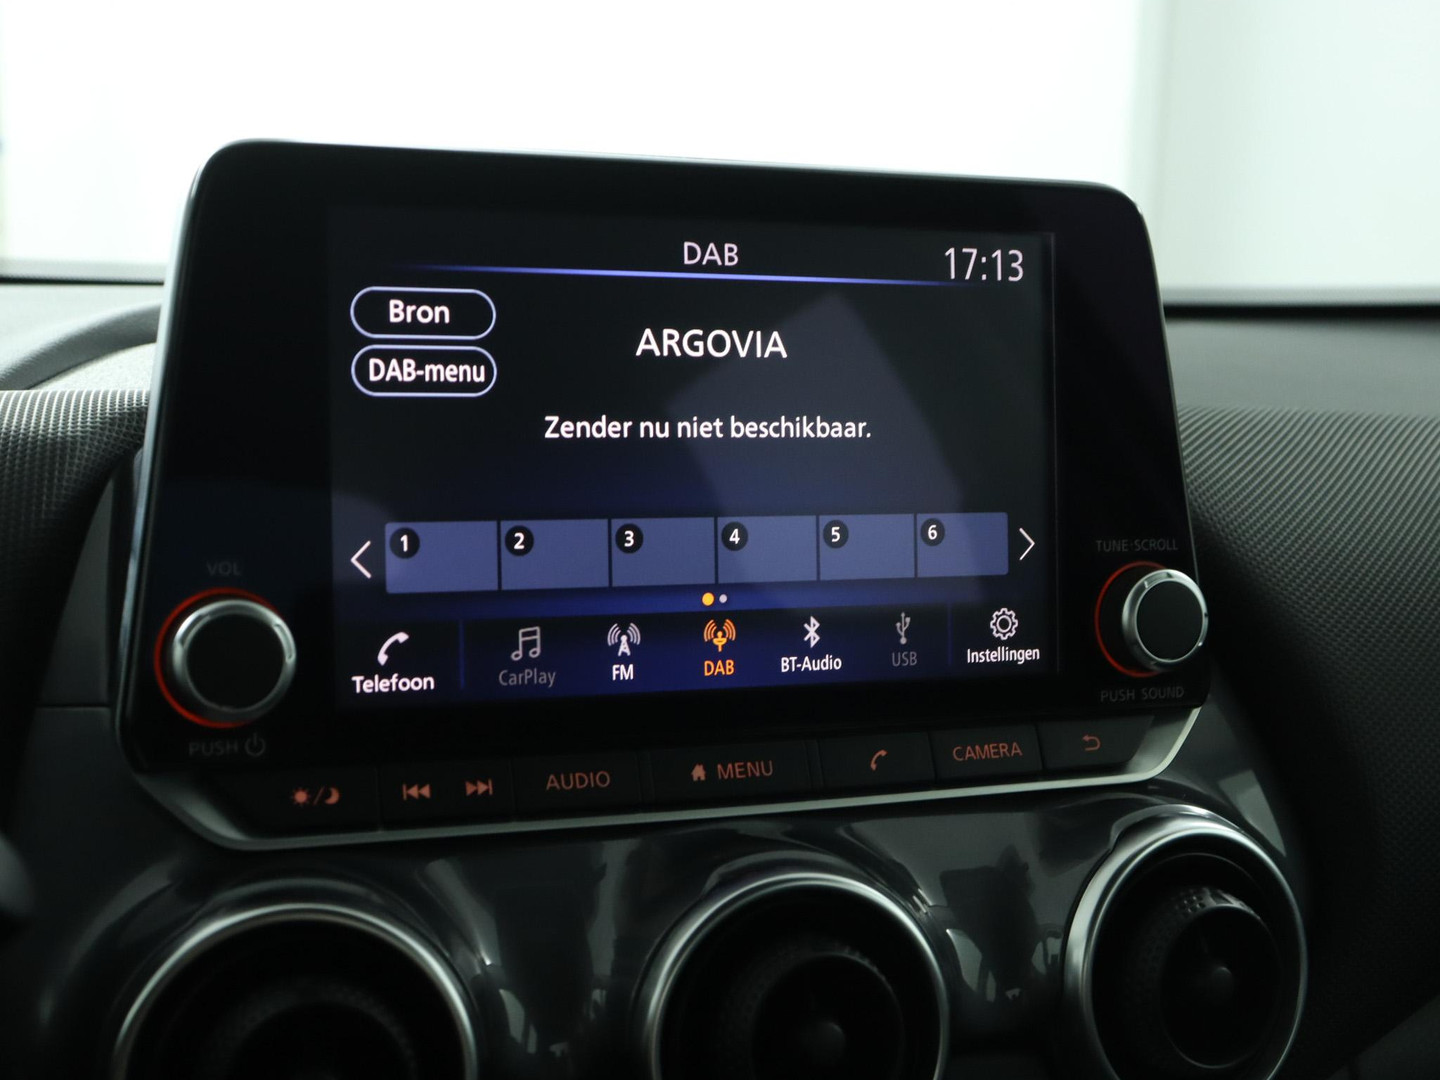 DAB
17:13
Bron
DAB-menu
ARGOVIA
Zender nu niet beschikbaar.
1 2 3 4 5 6
Telefoon CarPlay FM DAB BT-Audio USB Instellingen
VOL
PUSH
TUNE·SCROLL
PUSH SOUND
AUDIO MENU CAMERA